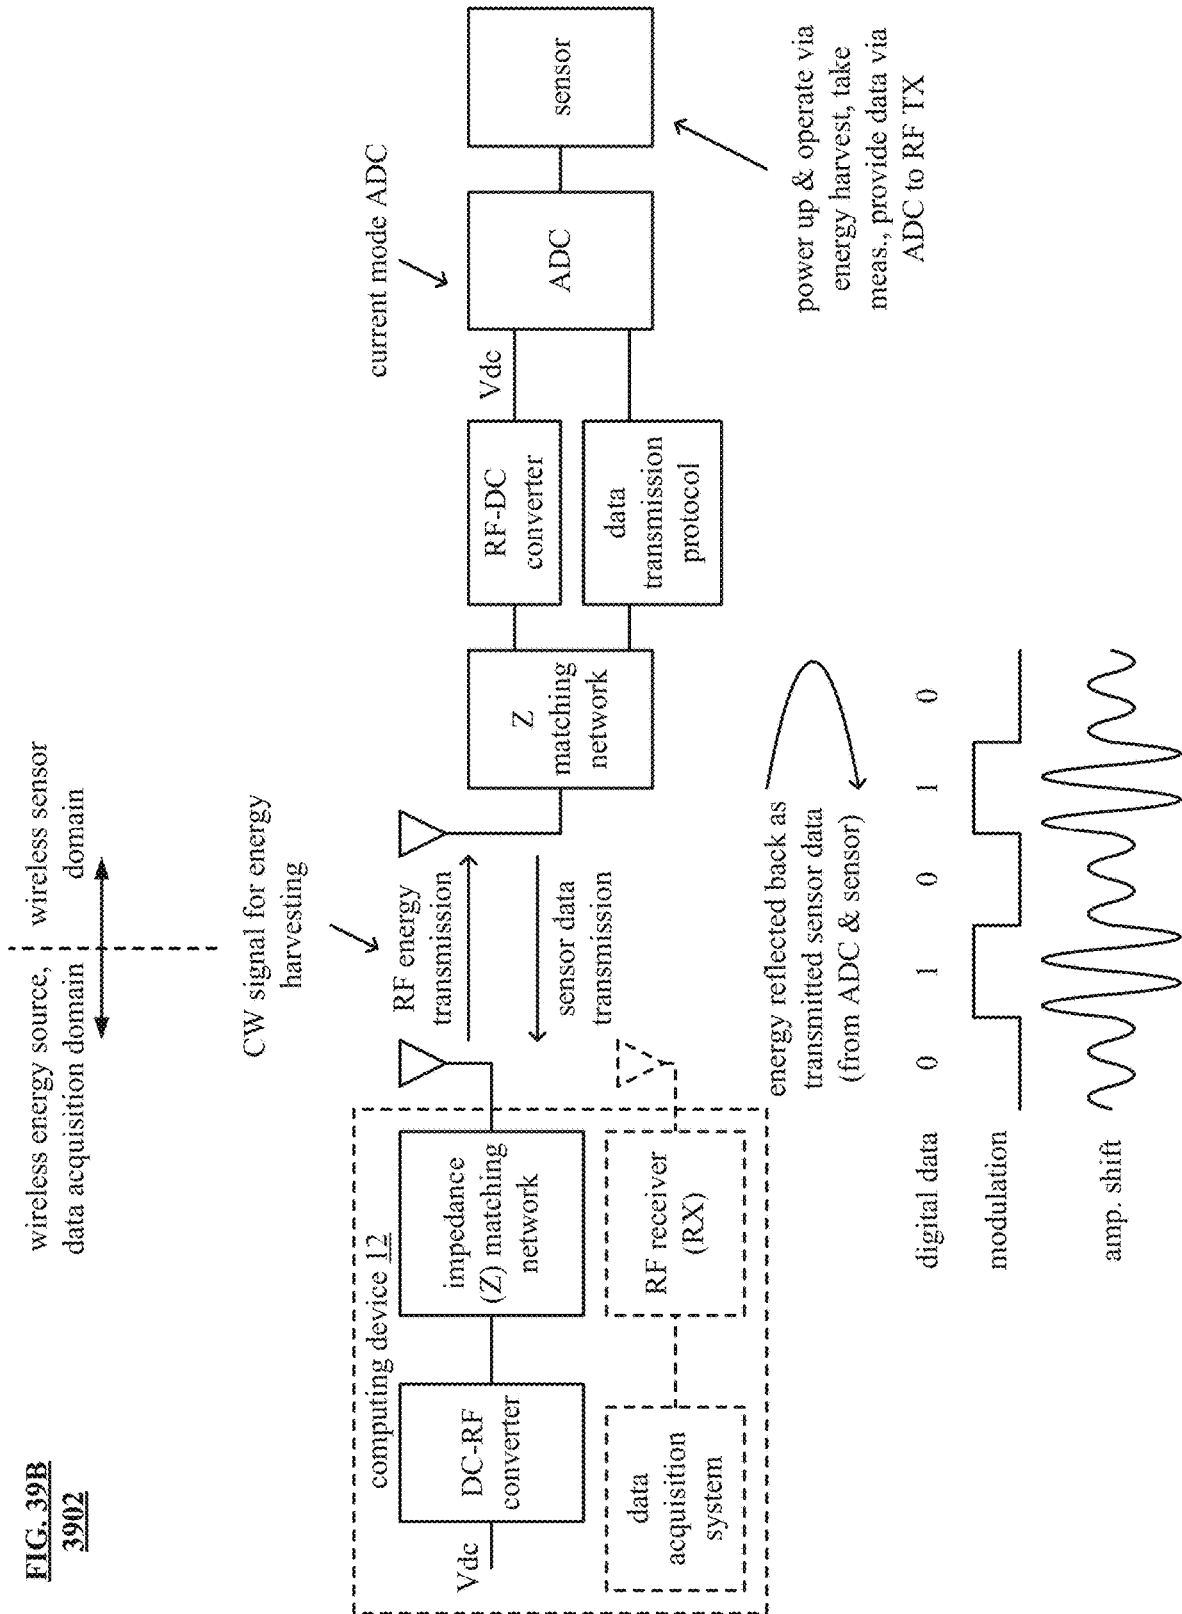 FIG. 39B
3902
wireless energy source,
data acquisition domain
wireless sensor
domain
CW signal for energy
harvesting
computing device 12
Vdc
DC-RF
converter
impedance
(Z) matching
network
data
acquisition
system
RF receiver
(RX)
RF energy
transmission
sensor data
transmission
Z
matching
network
RF-DC
converter
data
transmission
protocol
Vdc
current mode ADC
ADC
sensor
power up & operate via
energy harvest, take
meas., provide data via
ADC to RF TX
energy reflected back as
transmitted sensor data
(from ADC & sensor)
digital data 0 1 0 1 0
modulation
amp. shift